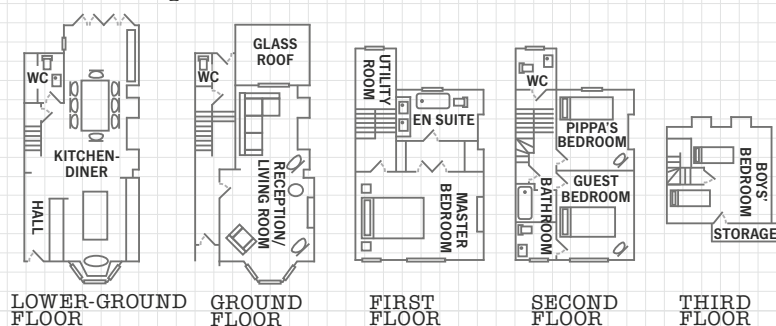 WC
KITCHEN-
DINER
HALL
LOWER-GROUND
FLOOR
GLASS
ROOF
WC
RECEPTION/
LIVING ROOM
GROUND
FLOOR
UTILITY
ROOM
EN SUITE
MASTER
BEDROOM
FIRST
FLOOR
WC
PIPPA'S
BEDROOM
GUEST
BEDROOM
BATHROOM
SECOND
FLOOR
BOYS'
BEDROOM
STORAGE
THIRD
FLOOR